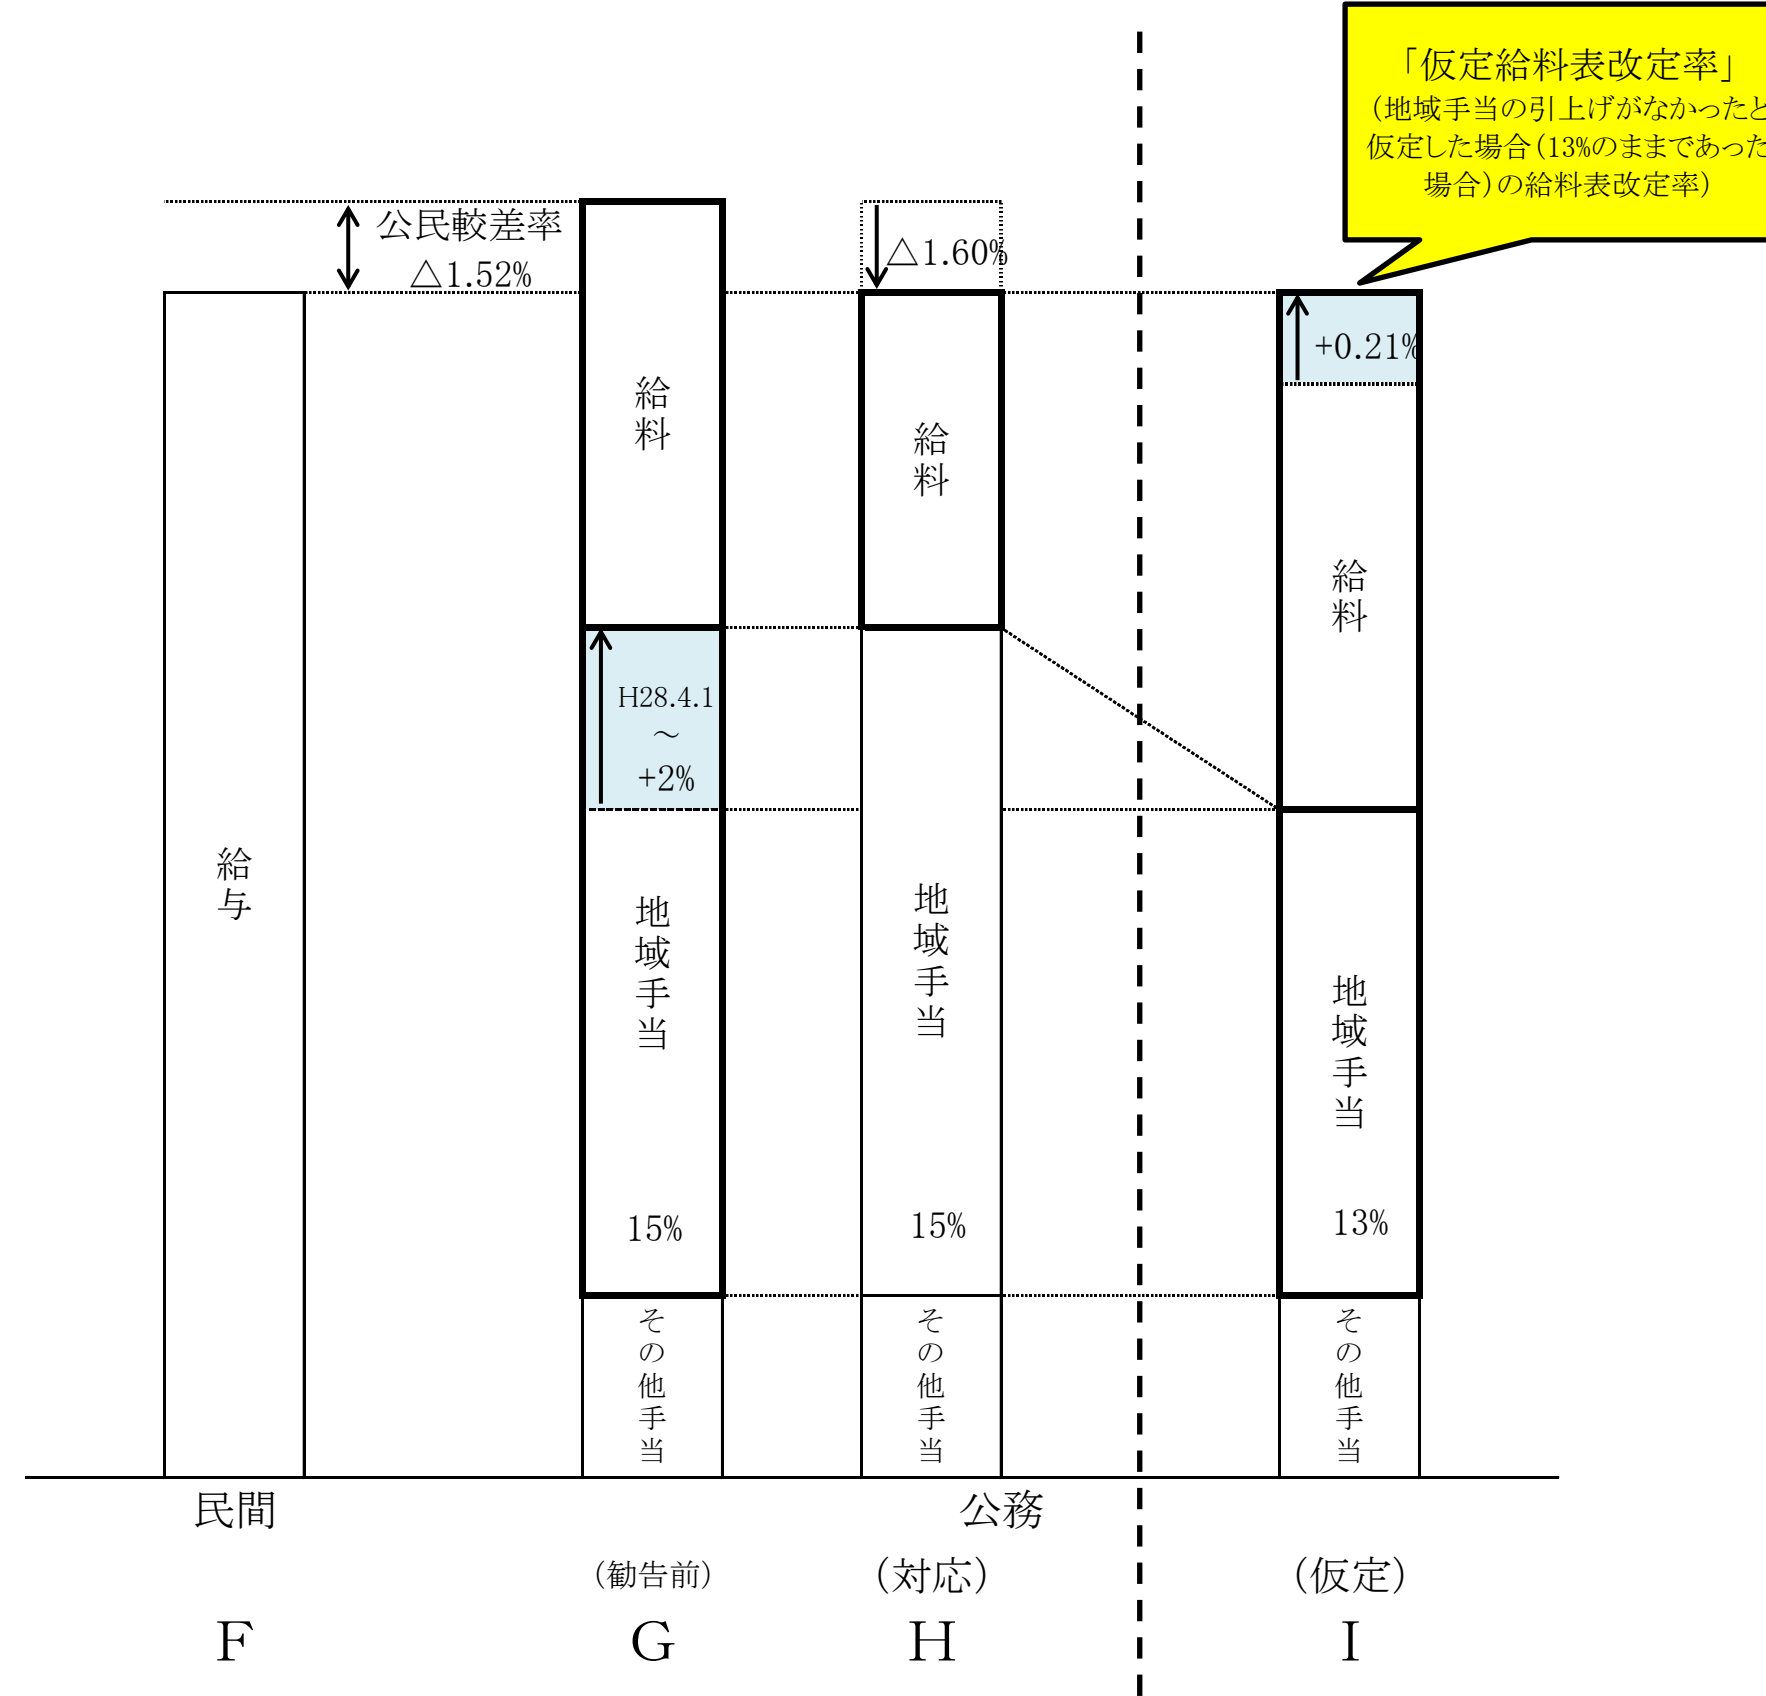 「仮定給料表改定率」
(地域手当の引上げがなかったと
仮定した場合(13%のままであった
場合)の給料表改定率)
公民較差率
△1.52%
△1.60%
+0.21%
給料
給料
給料
H28.4.1
～
+2%
給与
地域手当
地域手当
地域手当
15%
15%
13%
その他手当
その他手当
その他手当
民間
公務
(勧告前)
(対応)
(仮定)
F
G
H
I